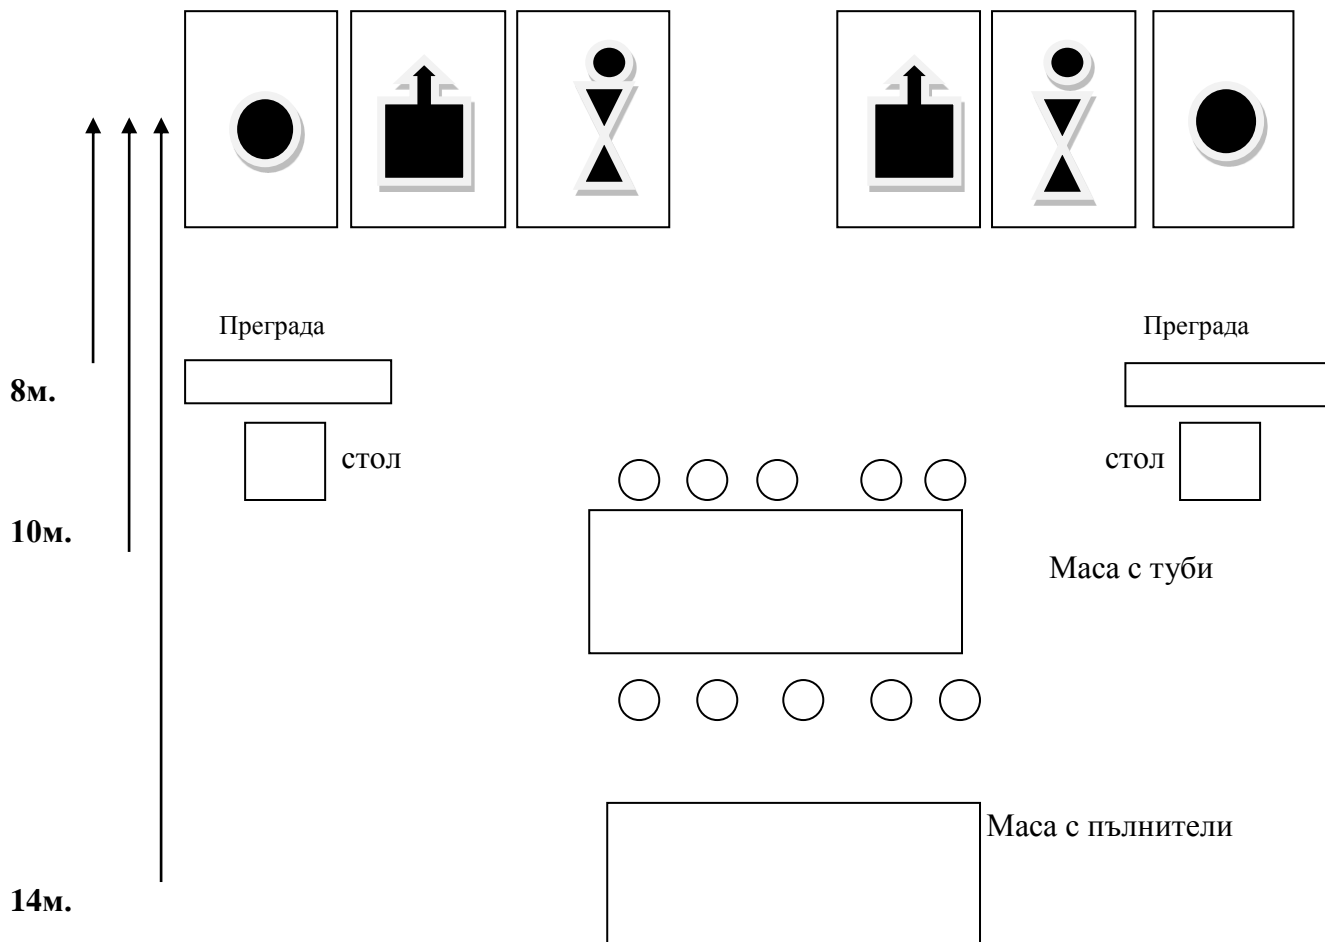 Преграда
Преграда
8м.
стол
стол
10м.
Маса с туби
Маса с пълнители
14м.